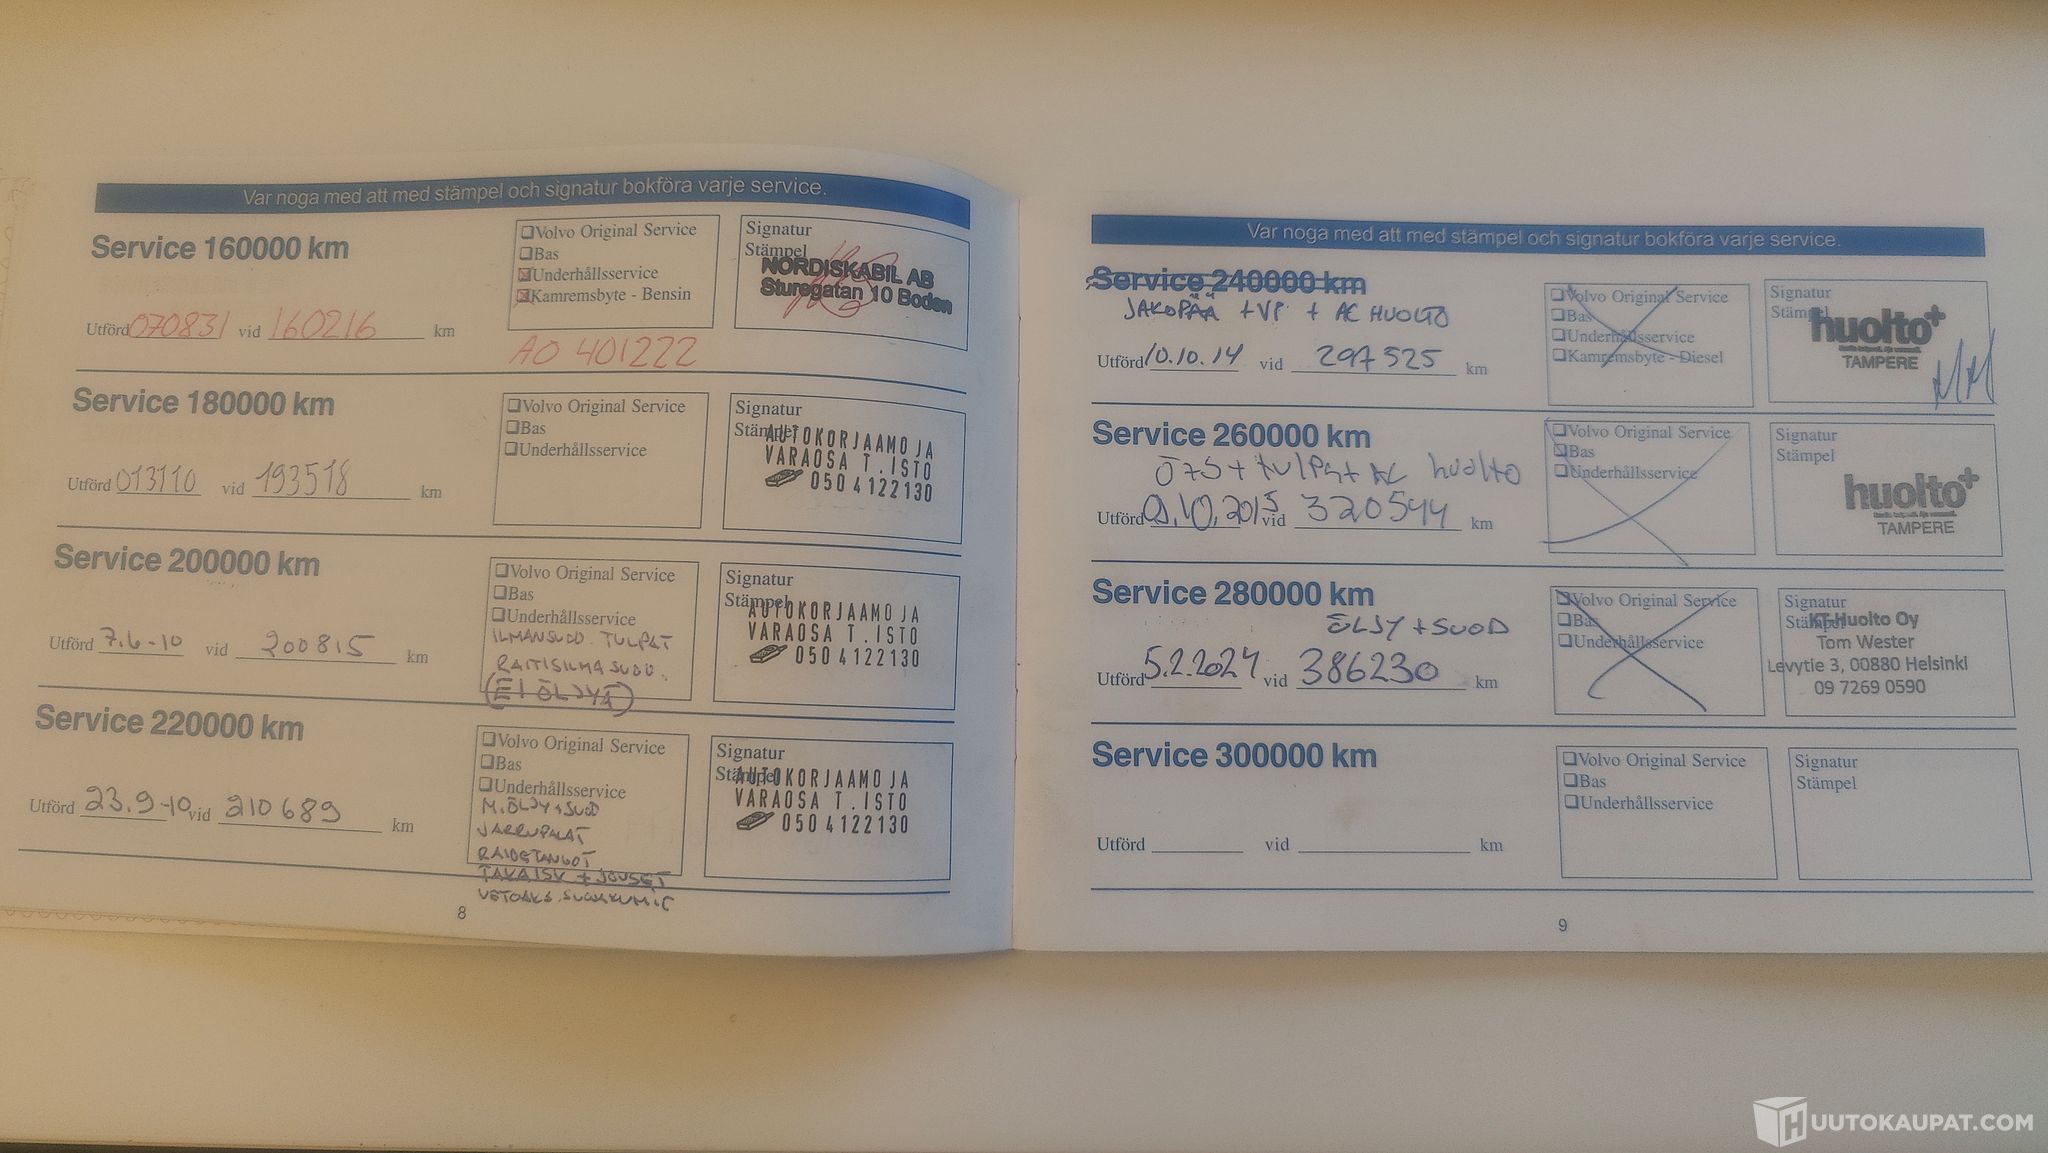 Var noga med att med stämpel och signatur bokföra varje service.
Service 160000 km
Volvo Original Service
Bas
Underhållsservice
Kamremsbyte - Bensin
Signatur
Stämpel
NORDISKABIL AB
Sturegatan 10 Boden
Utförd 070831 vid 160216 km
AO 401222
Service 180000 km
Volvo Original Service
Bas
Underhållsservice
Signatur
Stämpel
AUTOKORJAAMO JA
VARAOSA T.ISTO
050 4122130
Utförd 013110 vid 193518 km
Service 200000 km
Volvo Original Service
Bas
Underhållsservice
ILMANSUOD. TULPAT
RAITISILMASUOD.
(EI ÖLJYÄ)
Signatur
Stämpel
AUTOKORJAAMO JA
VARAOSA T.ISTO
050 4122130
Utförd 7.6-10 vid 200815 km
Service 220000 km
Volvo Original Service
Bas
Underhållsservice
M.ÖLJY+SUOD
JARRUPALAT
RAIDETANGOT
TAKAISK + JOUSET
VETOAKS. SUOJAKUMIT
Signatur
Stämpel
AUTOKORJAAMO JA
VARAOSA T.ISTO
050 4122130
Utförd 23.9-10 vid 210689 km
8
Var noga med att med stämpel och signatur bokföra varje service.
Service 240000 km
JAKOPÄÄ + VP + AC HUOLTO
Utförd 10.10.14 vid 297525 km
Volvo Original Service
Bas
Underhållsservice
Kamremsbyte - Diesel
Signatur
Stämpel
huolto+
TAMPERE
Service 260000 km
ÖTS + tulpat + AC huolto
Utförd 01.10.2015 vid 320544 km
Volvo Original Service
Bas
Underhållsservice
Signatur
Stämpel
huolto+
TAMPERE
Service 280000 km
ÖLJY + SUOD
Utförd 5.2.2024 vid 386230 km
Volvo Original Service
Bas
Underhållsservice
Signatur
Stämpel
KT-Huolto Oy
Tom Wester
Levytie 3, 00880 Helsinki
09 7269 0590
Service 300000 km
Utförd vid km
Volvo Original Service
Bas
Underhållsservice
Signatur
Stämpel
9
HUUTOKAUPAT.COM